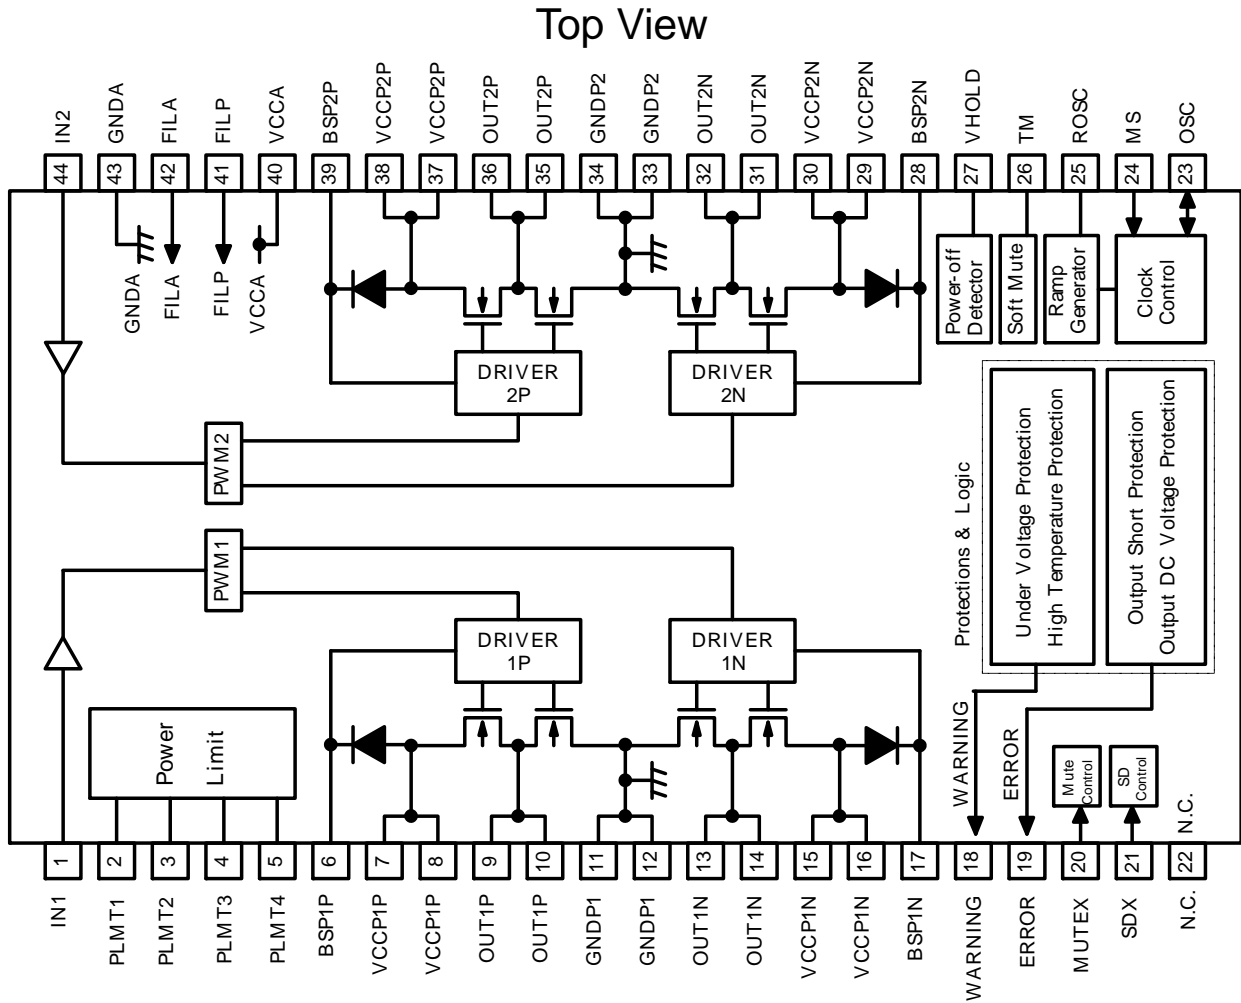 Top View
IN2
GNDA
FILA
FILP
VCCA
BSP2P
VCCP2P
VCCP2P
OUT2P
OUT2P
GNDP2
GNDP2
OUT2N
OUT2N
VCCP2N
VCCP2N
BSP2N
VHOLD
TM
ROSC
MS
OSC
44
43
42
41
40
39
38
37
36
35
34
33
32
31
30
29
28
27
26
25
24
23
GNDA
FILA
FILP
VCCA
Power-off
Detector
Soft Mute
Ramp
Generator
Clock
Control
DRIVER
2P
DRIVER
2N
PWM2
PWM1
DRIVER
1P
DRIVER
1N
Protections & Logic
Under Voltage Protection
High Temperature Protection
Output Short Protection
Output DC Voltage Protection
Power
Limit
WARNING
ERROR
Mute
Control
SD
Control
N.C.
1
2
3
4
5
6
7
8
9
10
11
12
13
14
15
16
17
18
19
20
21
22
IN1
PLMT1
PLMT2
PLMT3
PLMT4
BSP1P
VCCP1P
VCCP1P
OUT1P
OUT1P
GNDP1
GNDP1
OUT1N
OUT1N
VCCP1N
VCCP1N
BSP1N
WARNING
ERROR
MUTEX
SDX
N.C.